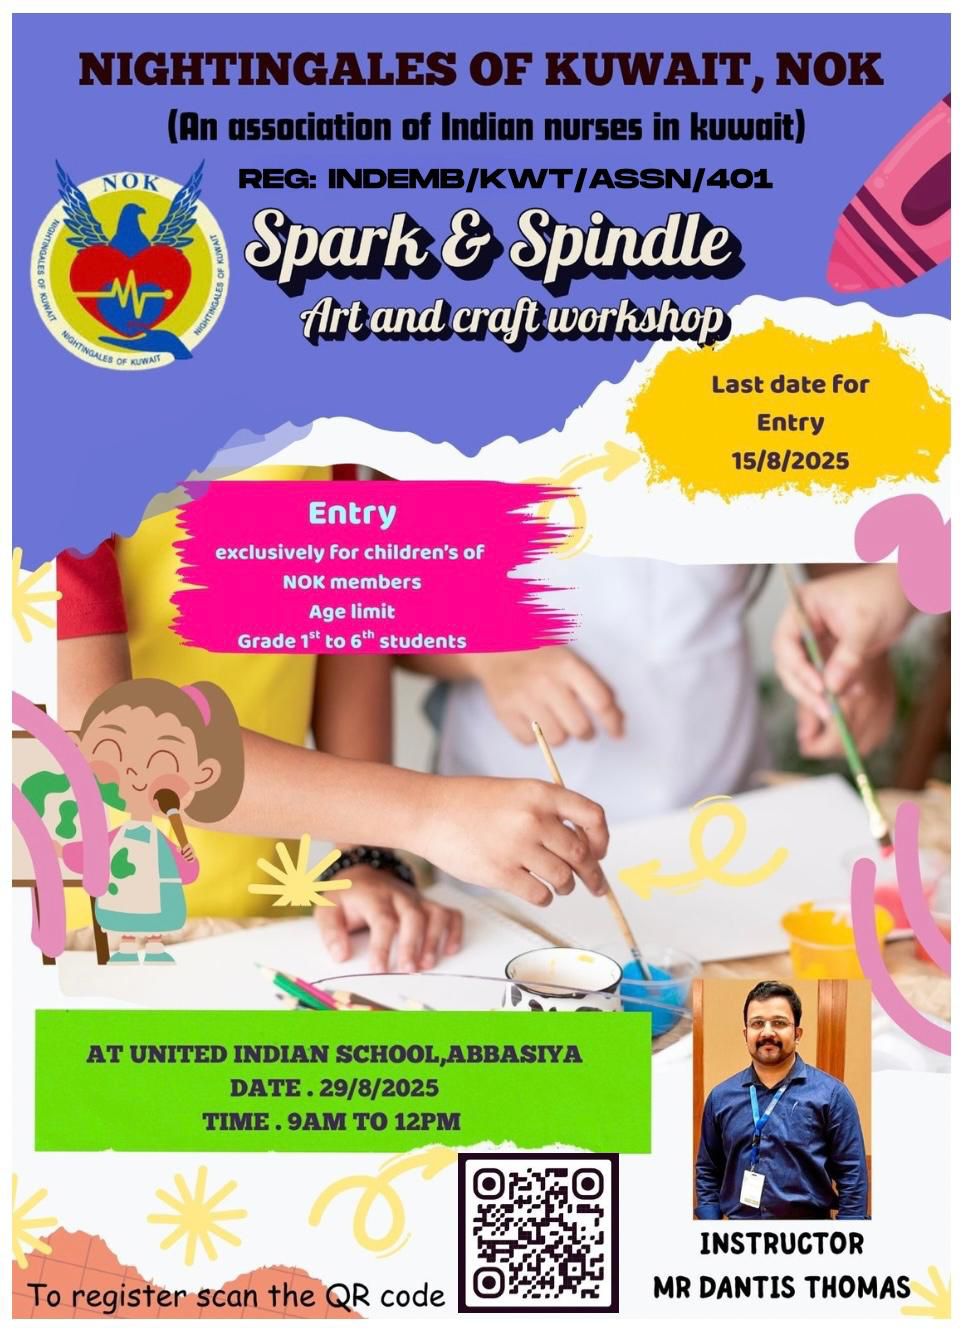 NIGHTINGALES OF KUWAIT, NOK
(An association of Indian nurses in kuwait)
REG: INDEMB/KWT/ASSN/401
NOK
NIGHTINGALES OF KUWAIT
NIGHTINGALES OF KUWAIT
NIGHTINGALES OF KUWAIT
Spark & Spindle
Art and craft workshop
Last date for
Entry
15/8/2025
Entry
exclusively for children's of
NOK members
Age limit
Grade 1st to 6th students
AT UNITED INDIAN SCHOOL,ABBASIYA
DATE . 29/8/2025
TIME . 9AM TO 12PM
INSTRUCTOR
MR DANTIS THOMAS
To register scan the QR code